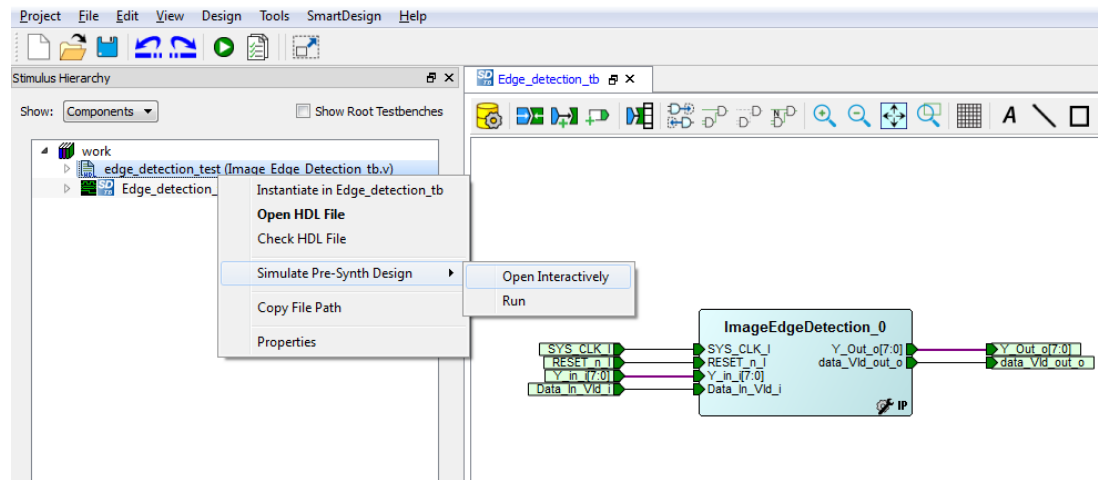 Project File Edit View Design Tools SmartDesign Help
Stimulus Hierarchy
Show: Components
Show Root Testbenches
work
edge_detection_test (Image_Edge_Detection_tb.v)
Edge_detection_
Instantiate in Edge_detection_tb
Open HDL File
Check HDL File
Simulate Pre-Synth Design
Copy File Path
Properties
Open Interactively
Run
Edge_detection_tb
A
ImageEdgeDetection_0
SYS_CLK_I
RESET_n_I
Y_in_i[7:0]
Data_In_Vld_i
SYS_CLK_I
RESET_n_I
Y_in_i[7:0]
Data_In_Vld_i
Y_Out_o[7:0]
data_Vld_out_o
IP
Y_Out_o[7:0]
data_Vld_out_o